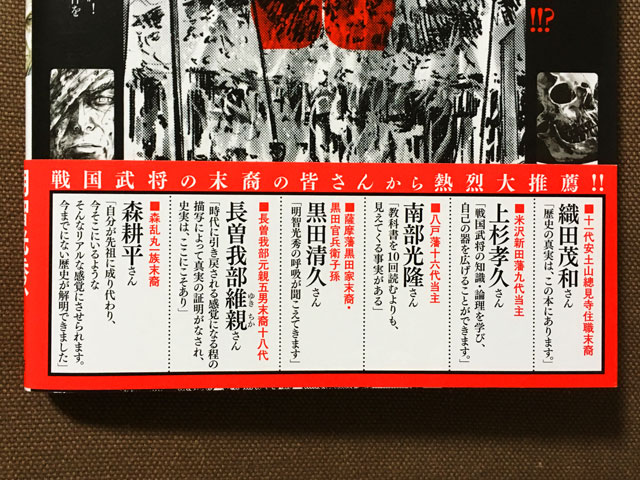 !!?
戦国武将の末裔の皆さんから熱烈大推薦!!
■十一代安土山總見寺住職末裔
織田茂和さん
「歴史の真実は、この本にあります。」
■米沢新田藩九代当主
上杉孝久さん
「戦国武将の知識・論理を学び、
自己の器を広げることができます。」
■八戸藩十六代当主
南部光隆さん
「教科書を10回読むよりも、
見えてくる事実がある」
■薩摩藩黒田家末裔・
黒田官兵衛子孫
黒田清久さん
「明智光秀の呼吸が聞こえてきます」
■長曽我部元親五男末裔十八代
長曽我部維親さん
ゆきちか
「時代に引き戻される感覚になる程の
描写によって真実の証明がなされ、
史実は、ここにこそあり」
■森乱丸一族末裔
森耕平さん
「自分が先祖に成り代わり、
今そこにいるような
そんなリアルな感覚にさせられます。
今までにない歴史が解明できました」